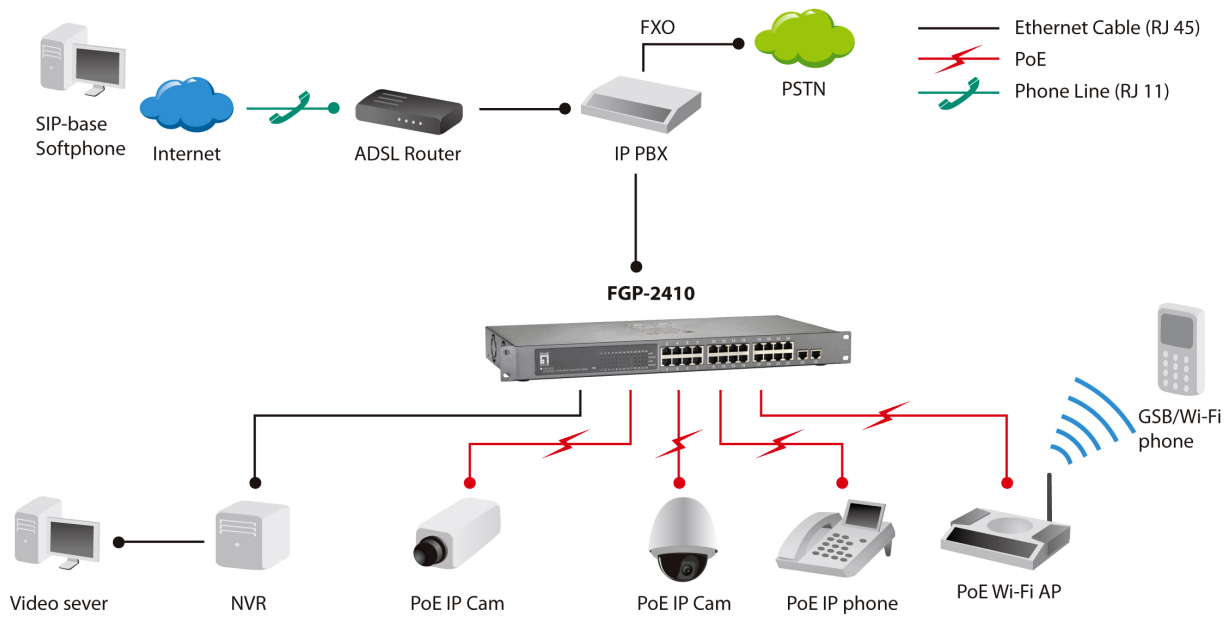 FXO
Ethernet Cable (RJ 45)
PoE
PSTN
Phone Line (RJ 11)
SIP-base
Softphone
Internet
ADSL Router
IP PBX
FGP-2410
GSB/Wi-Fi
phone
Video sever
NVR
PoE IP Cam
PoE IP Cam
PoE IP phone
PoE Wi-Fi AP